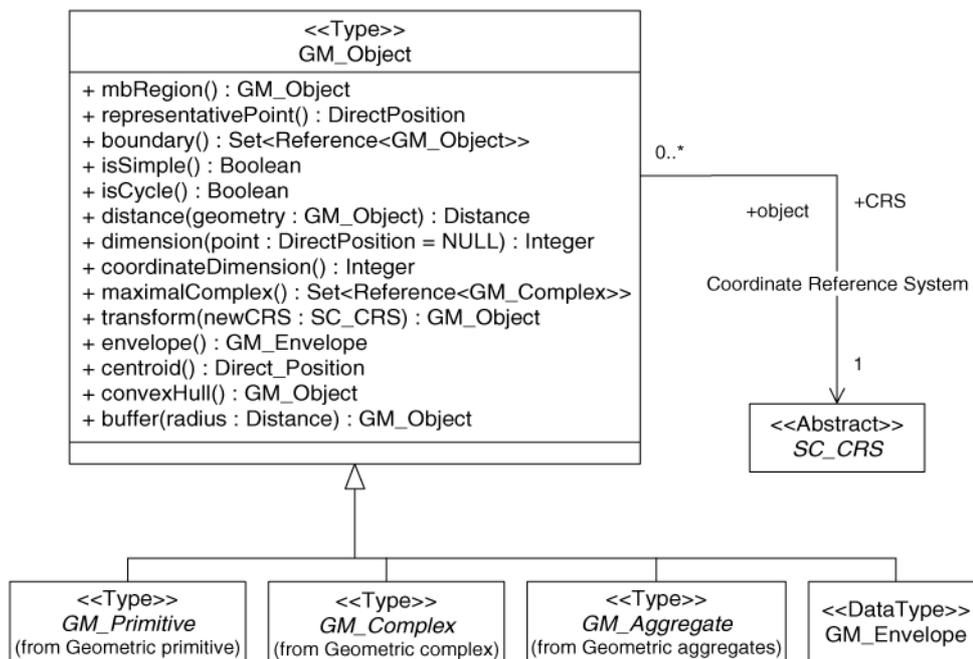 <<Type>>
GM_Object
+ mbRegion() : GM_Object
+ representativePoint() : DirectPosition
+ boundary() : Set<Reference<GM_Object>>
+ isSimple() : Boolean
+ isCycle() : Boolean
+ distance(geometry : GM_Object) : Distance
+ dimension(point : DirectPosition = NULL) : Integer
+ coordinateDimension() : Integer
+ maximalComplex() : Set<Reference<GM_Complex>>
+ transform(newCRS : SC_CRS) : GM_Object
+ envelope() : GM_Envelope
+ centroid() : Direct_Position
+ convexHull() : GM_Object
+ buffer(radius : Distance) : GM_Object
0..*
+object
+CRS
Coordinate Reference System
1
<<Abstract>>
SC_CRS
<<Type>>
GM_Primitive
(from Geometric primitive)
<<Type>>
GM_Complex
(from Geometric complex)
<<Type>>
GM_Aggregate
(from Geometric aggregates)
<<DataType>>
GM_Envelope